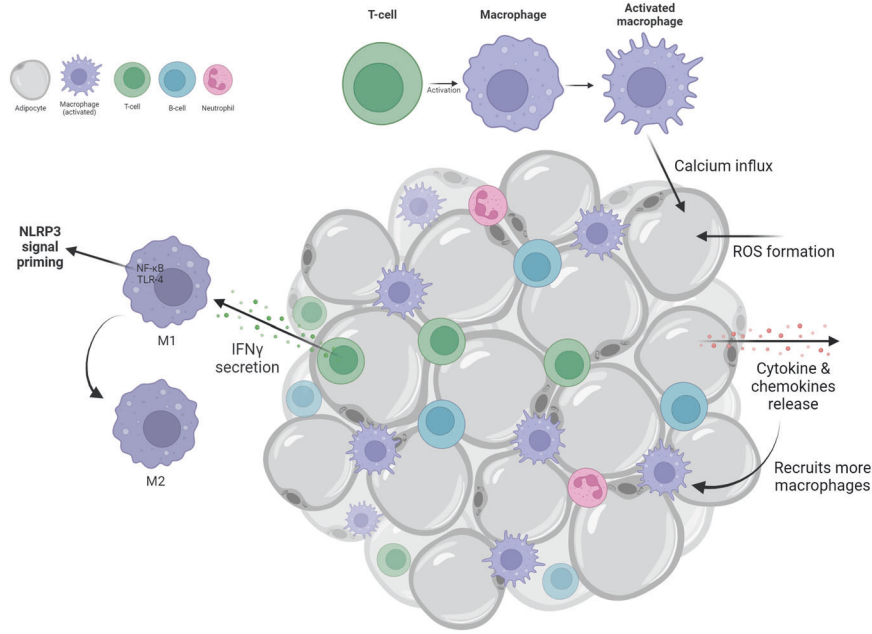 T-cell
Macrophage
Activated
macrophage
Activation
Adipocyte
Macrophage
(activated)
T-cell
B-cell
Neutrophil
Calcium influx
ROS formation
NLRP3
signal
priming
NF-κB
TLR-4
M1
IFNγ
secretion
M2
Cytokine &
chemokines
release
Recruits more
macrophages